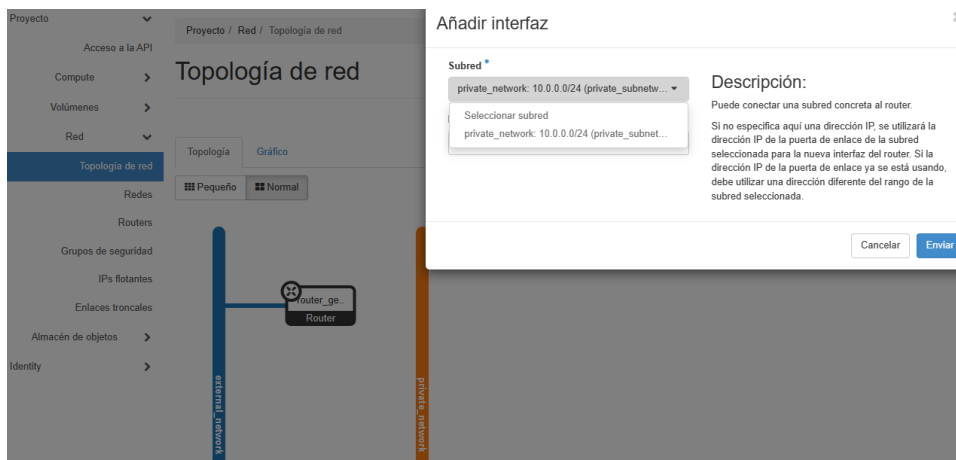 Proyecto
Acceso a la API
Compute
Volúmenes
Red
Topología de red
Redes
Routers
Grupos de seguridad
IPs flotantes
Enlaces troncales
Almacén de objetos
Identity
Proyecto / Red / Topología de red
Topología de red
Topología
Gráfico
Pequeño
Normal
router_ge..
Router
external_network
private_network
Añadir interfaz
Subred *
private_network: 10.0.0.0/24 (private_subnetw...
Seleccionar subred
private_network: 10.0.0.0/24 (private_subnet...
Descripción:
Puede conectar una subred concreta al router.
Si no especifica aquí una dirección IP, se utilizará la
dirección IP de la puerta de enlace de la subred
seleccionada para la nueva interfaz del router. Si la
dirección IP de la puerta de enlace ya se está usando,
debe utilizar una dirección diferente del rango de la
subred seleccionada.
Cancelar
Enviar